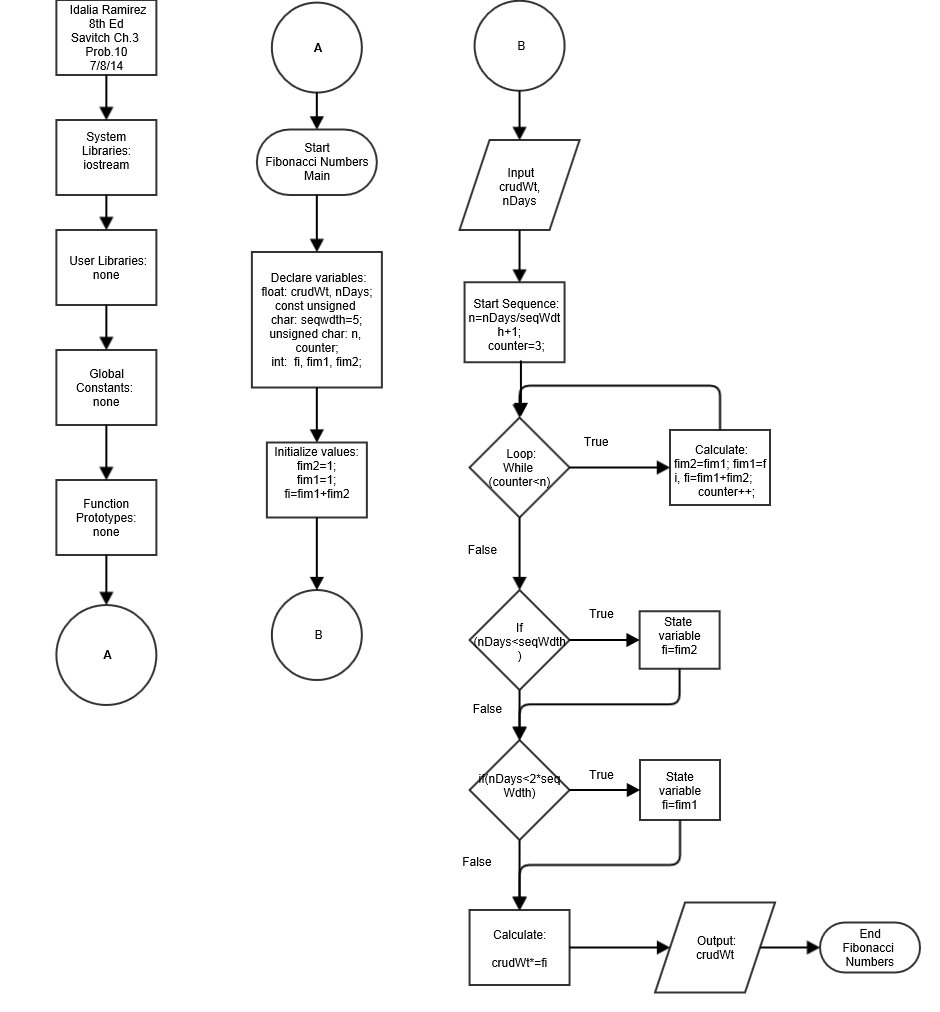 Idalia Ramirez
8th Ed
Savitch Ch.3
Prob.10
7/8/14
System
Libraries:
iostream
User Libraries:
none
Global
Constants:
none
Function
Prototypes:
none
A
A
Start
Fibonacci Numbers
Main
Declare variables:
float: crudWt, nDays;
const unsigned
char: seqwdth=5;
unsigned char: n,
counter;
int:  fi, fim1, fim2;
Initialize values:
fim2=1;
fim1=1;
fi=fim1+fim2
B
B
Input
crudWt,
nDays
Start Sequence:
n=nDays/seqWdt
h+1;
counter=3;
Loop:
While
(counter<n)
True
Calculate:
fim2=fim1; fim1=f
i, fi=fim1+fim2;
counter++;
False
If
(nDays<seqWdth
)
True
State
variable
fi=fim2
False
if(nDays<2*seq
Wdth)
True
State
variable
fi=fim1
False
Calculate:
crudWt*=fi
Output:
crudWt
End
Fibonacci
Numbers